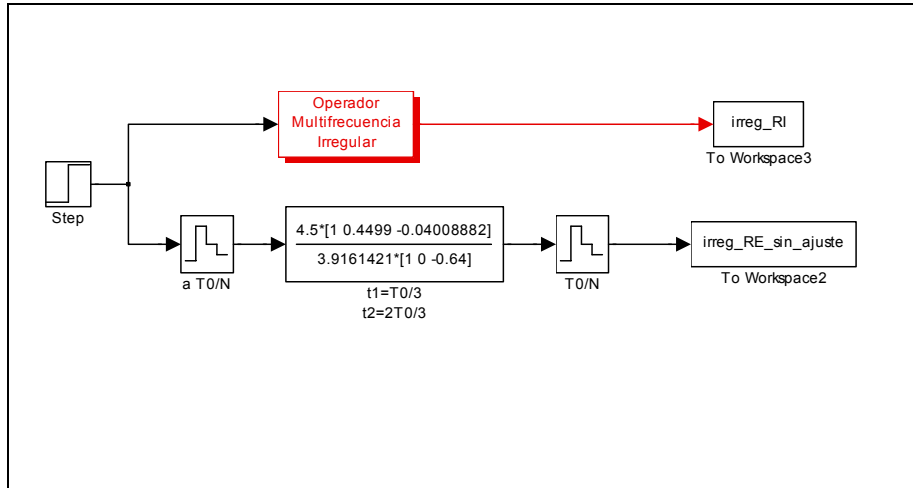 Operador
Multifrecuencia
Irregular
irreg_RI
To Workspace3
Step
a T0/N
4.5*[1 0.4499 -0.04008882]
3.9161421*[1 0 -0.64]
t1=T0/3
t2=2T0/3
T0/N
irreg_RE_sin_ajuste
To Workspace2